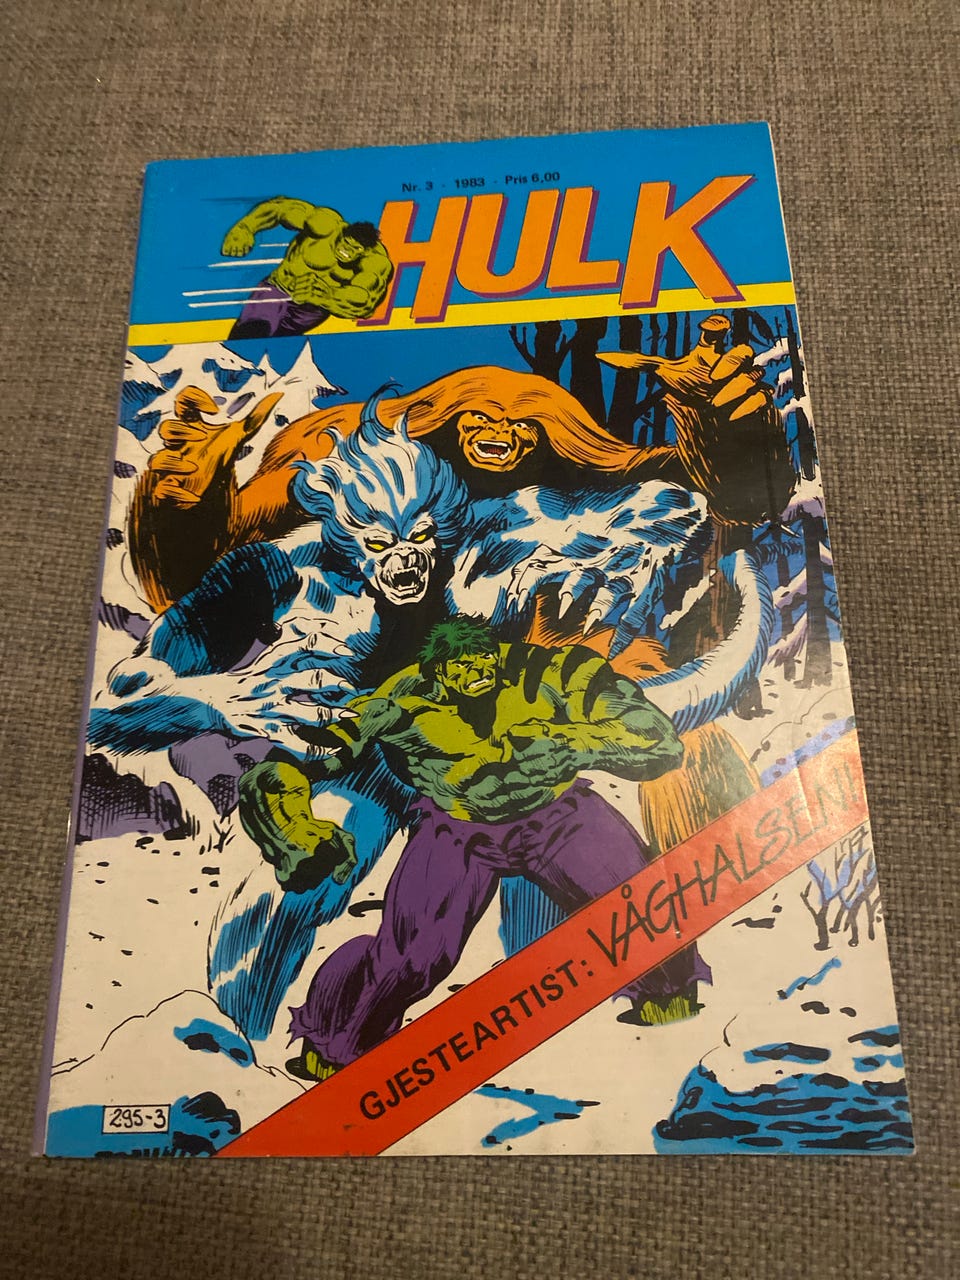 Nr. 3 - 1983 - Pris 6,00
HULK
GJESTEARTIST: VÅGHALSEN!
295-3